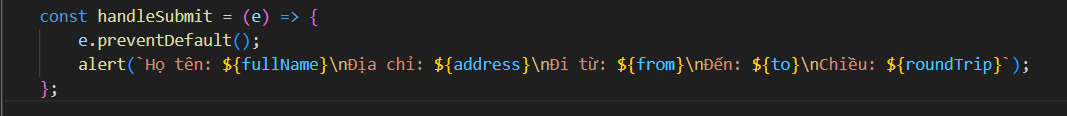 const handleSubmit = (e) => {
e.preventDefault();
alert(`Họ tên: ${fullName}\nĐịa chỉ: ${address}\nĐi từ: ${from}\nĐến: ${to}\nChiều: ${roundTrip}`);
};